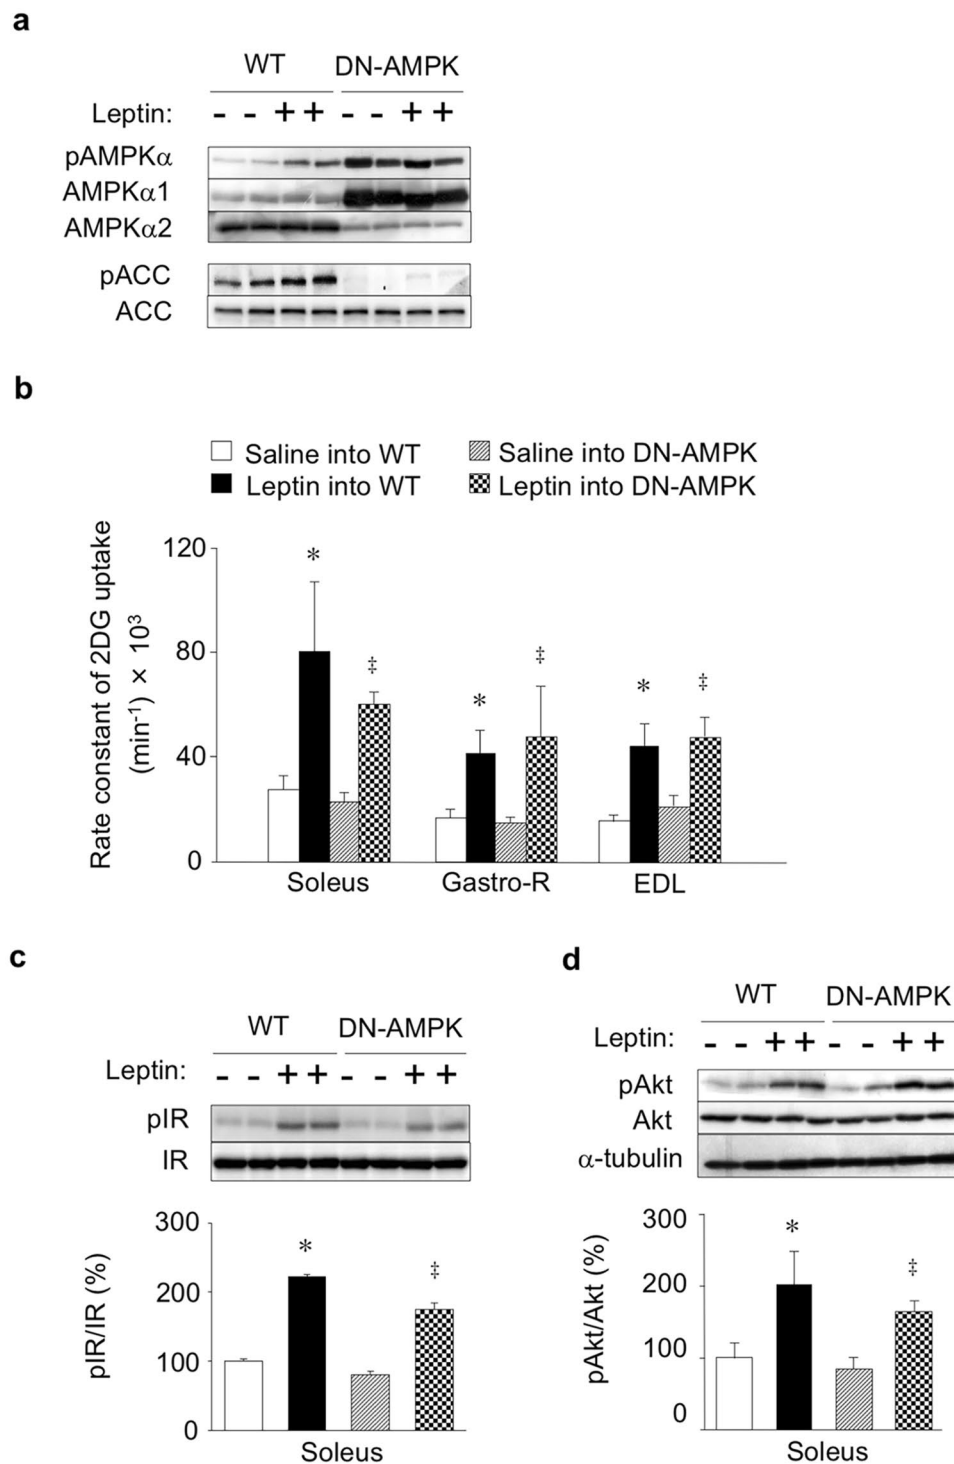 a
WT DN-AMPK
Leptin: - - + + - - + +
pAMPKα
AMPKα1
AMPKα2
pACC
ACC
b
Saline into WT Saline into DN-AMPK
Leptin into WT Leptin into DN-AMPK
Rate constant of 2DG uptake
(min⁻¹) × 10³
120
80
40
0
* ‡ * ‡ * ‡
Soleus Gastro-R EDL
c
WT DN-AMPK
Leptin: - - + + - - + +
pIR
IR
pIR/IR (%)
300
200
100
0
* ‡
Soleus
d
WT DN-AMPK
Leptin: - - + + - - + +
pAkt
Akt
α-tubulin
pAkt/Akt (%)
300
200
100
0
* ‡
Soleus